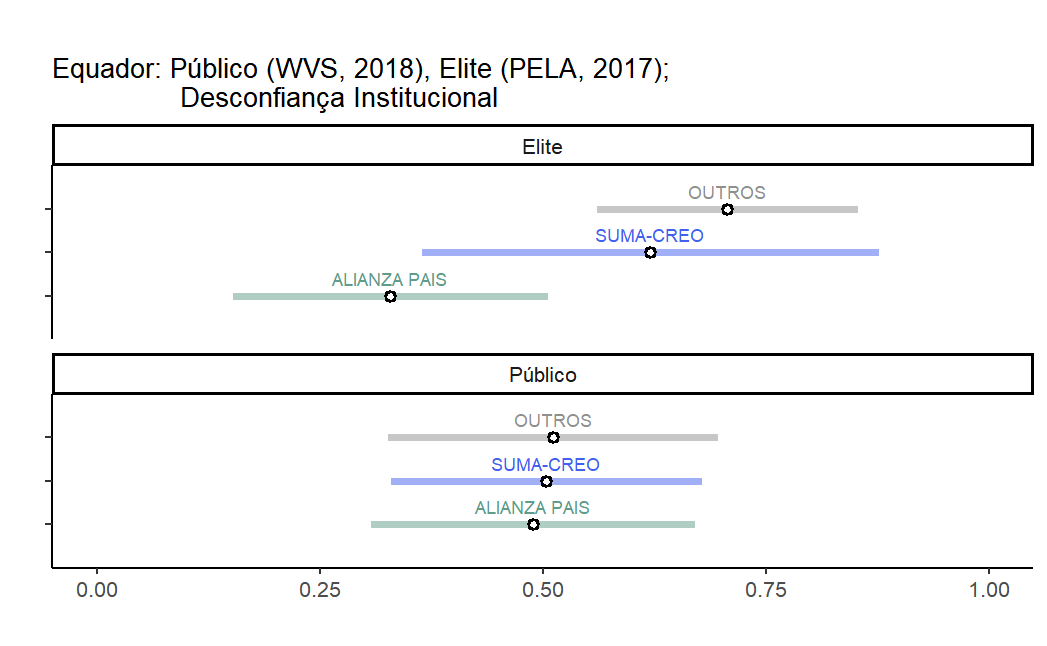 Equador: Público (WVS, 2018), Elite (PELA, 2017);
Desconfiança Institucional
Elite
OUTROS
SUMA-CREO
ALIANZA PAIS
Público
OUTROS
SUMA-CREO
ALIANZA PAIS
0.00 0.25 0.50 0.75 1.00